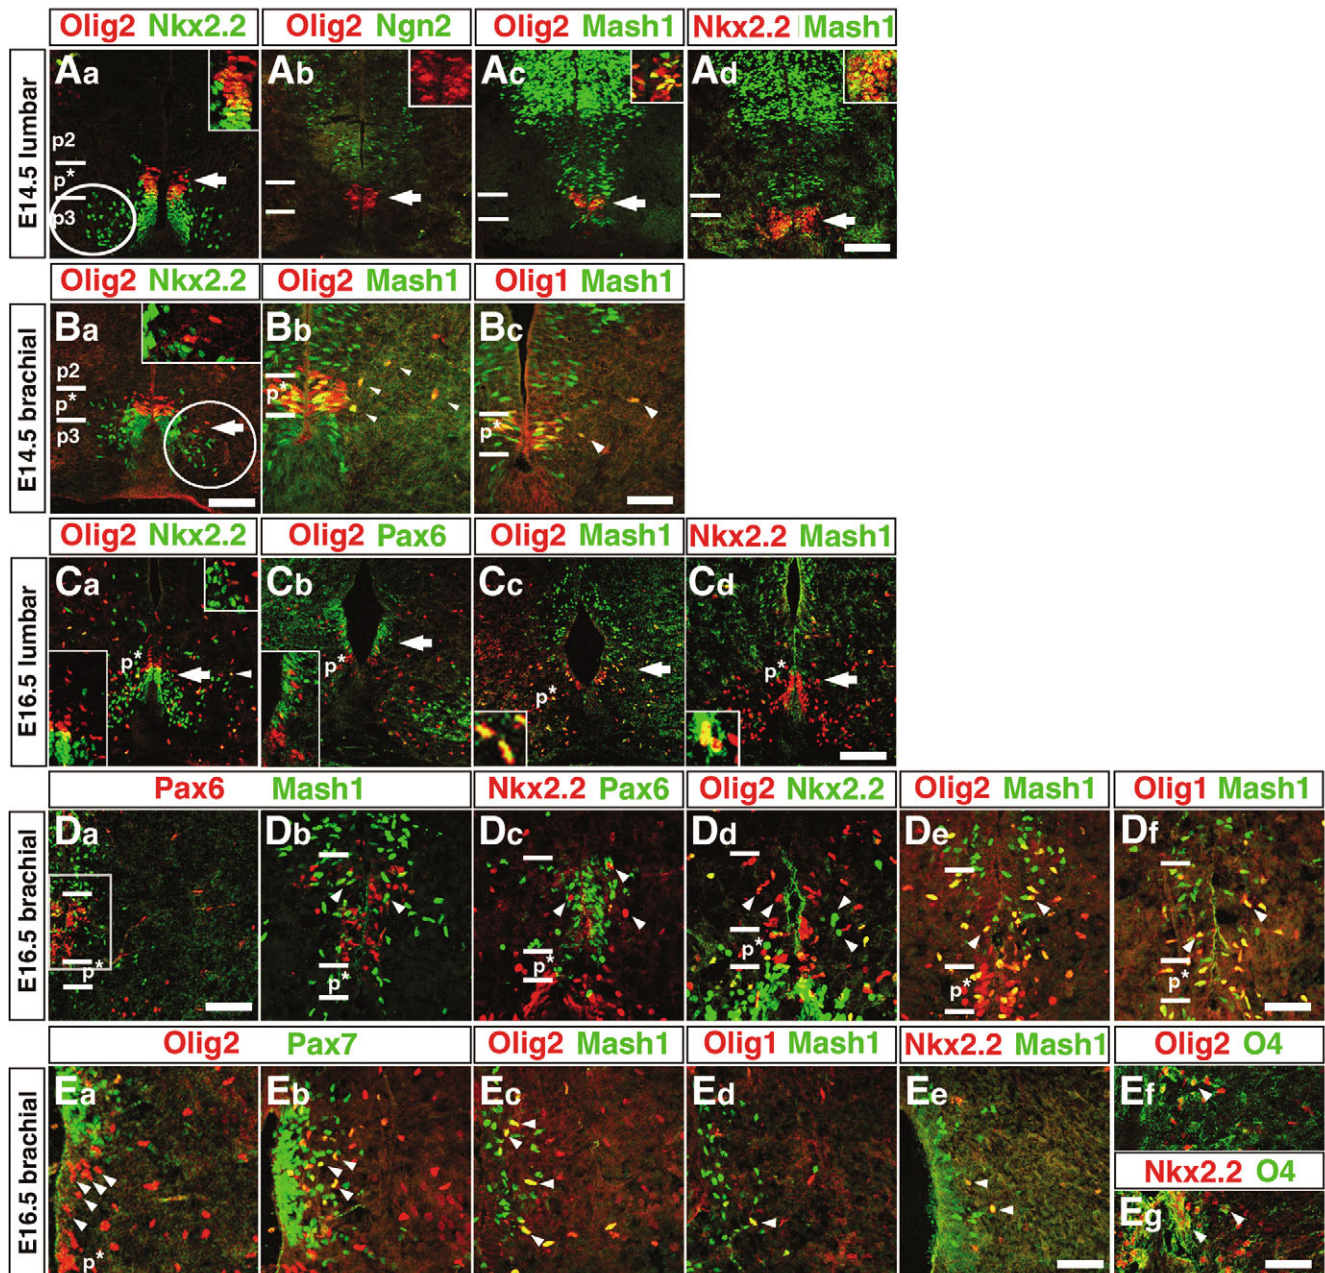 Olig2 Nkx2.2 Olig2 Ngn2 Olig2 Mash1 Nkx2.2 Mash1
E14.5 lumbar
Aa Ab Ac Ad
p2
p*
p3
Olig2 Nkx2.2 Olig2 Mash1 Olig1 Mash1
E14.5 brachial
Ba Bb Bc
p2
p* p* p*
p3
Olig2 Nkx2.2 Olig2 Pax6 Olig2 Mash1 Nkx2.2 Mash1
E16.5 lumbar
Ca Cb Cc Cd
p* p* p* p*
Pax6 Mash1 Nkx2.2 Pax6 Olig2 Nkx2.2 Olig2 Mash1 Olig1 Mash1
E16.5 brachial
Da Db Dc Dd De Df
p* p* p* p* p* p*
Olig2 Pax7 Olig2 Mash1 Olig1 Mash1 Nkx2.2 Mash1 Olig2 O4
E16.5 brachial
Ea Eb Ec Ed Ee Ef
Nkx2.2 O4
Eg
p*